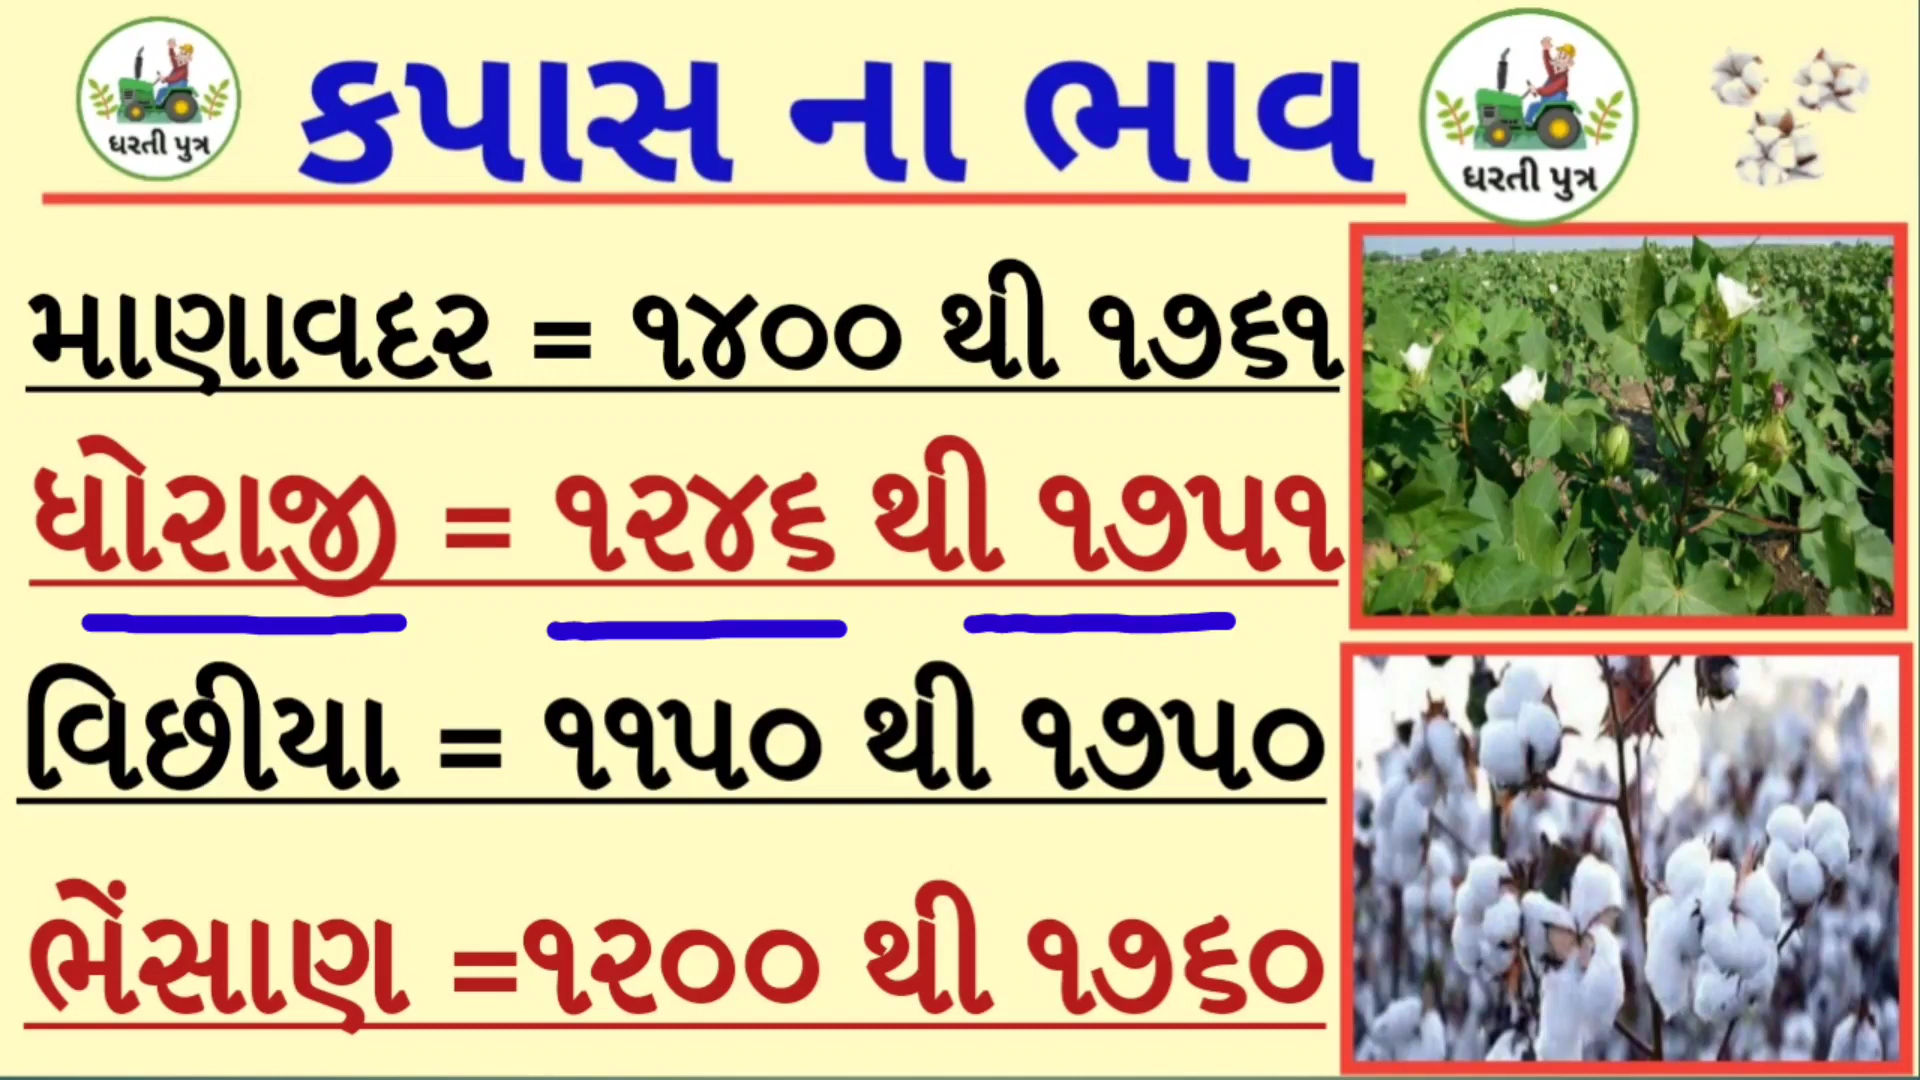 ધરતી પુત્ર
કપાસ ના ભાવ
ધરતી પુત્ર
માણાવદર = ૧૪૦૦ થી ૧૭૬૧
ધોરાજી = ૧૨૪૬ થી ૧૭૫૧
વિછીયા = ૧૧૫૦ થી ૧૭૫૦
ભેંસાણ =૧૨૦૦ થી ૧૭૬૦